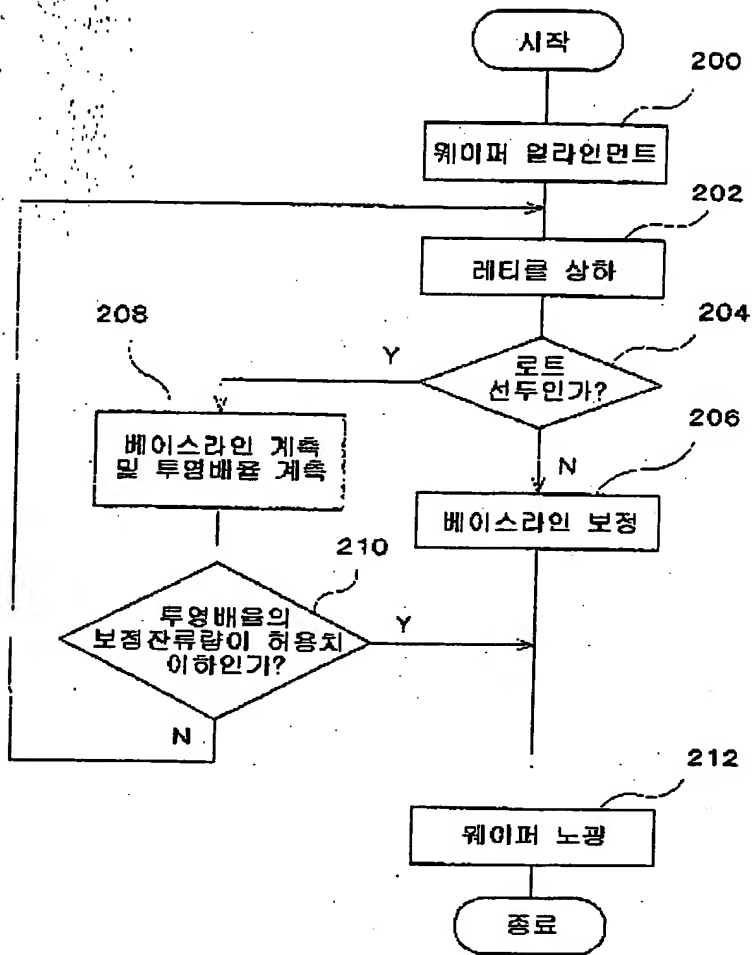 시작
200
웨이퍼 얼라인먼트
202
레티클 상하
204
로트
선두인가?
Y
208
206
N
베이스라인 계측
및 투영배율 계측
베이스라인 보정
210
투영배율의
보정잔류량이 허용치
이하인가?
Y
N
212
웨이퍼 노광
종료